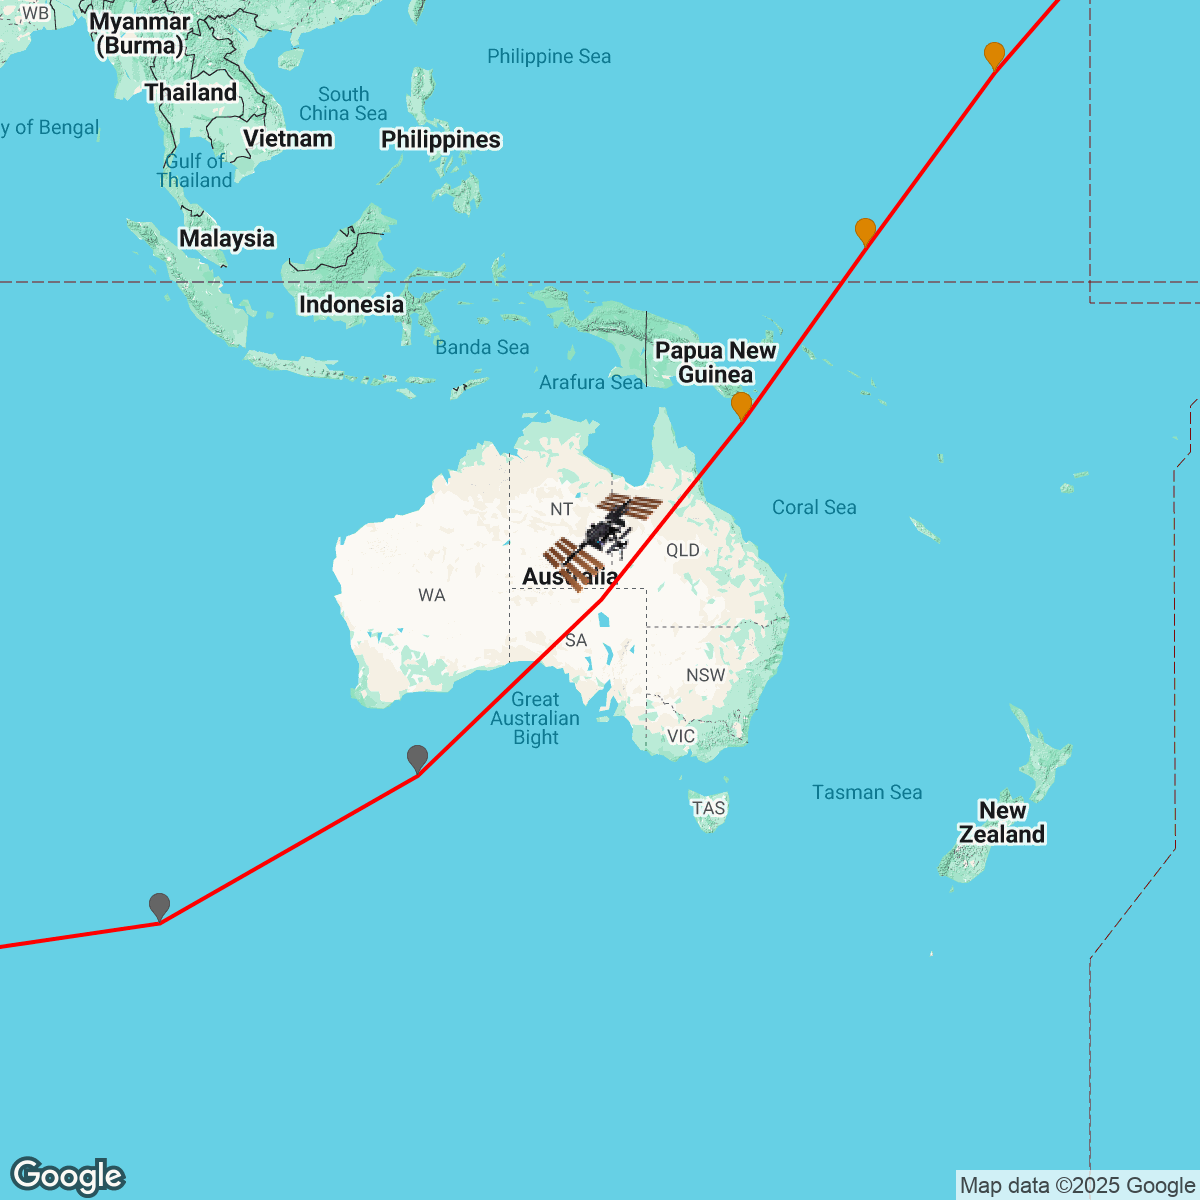 WB
Myanmar
(Burma)
Philippine Sea
Thailand
South
China Sea
y of Bengal
Vietnam
Philippines
Gulf of
Thailand
Malaysia
Indonesia
Banda Sea
Papua New
Guinea
Arafura Sea
NT
Coral Sea
QLD
Australia
WA
SA
NSW
Great
Australian
Bight
VIC
Tasman Sea
TAS
New
Zealand
Google
Map data ©2025 Google